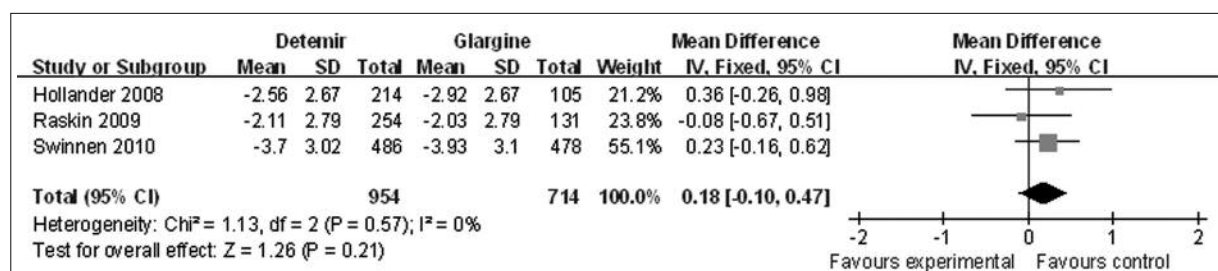 Detemir Glargine Mean Difference Mean Difference
Study or Subgroup Mean SD Total Mean SD Total Weight IV, Fixed, 95% CI IV, Fixed, 95% CI
Hollander 2008 -2.56 2.67 214 -2.92 2.67 105 21.2% 0.36 [-0.26, 0.98]
Raskin 2009 -2.11 2.79 254 -2.03 2.79 131 23.8% -0.08 [-0.67, 0.51]
Swinnen 2010 -3.7 3.02 486 -3.93 3.1 478 55.1% 0.23 [-0.16, 0.62]
Total (95% CI) 954 714 100.0% 0.18 [-0.10, 0.47]
Heterogeneity: Chi² = 1.13, df = 2 (P = 0.57); I² = 0%
Test for overall effect: Z = 1.26 (P = 0.21)
-2 -1 0 1 2
Favours experimental Favours control